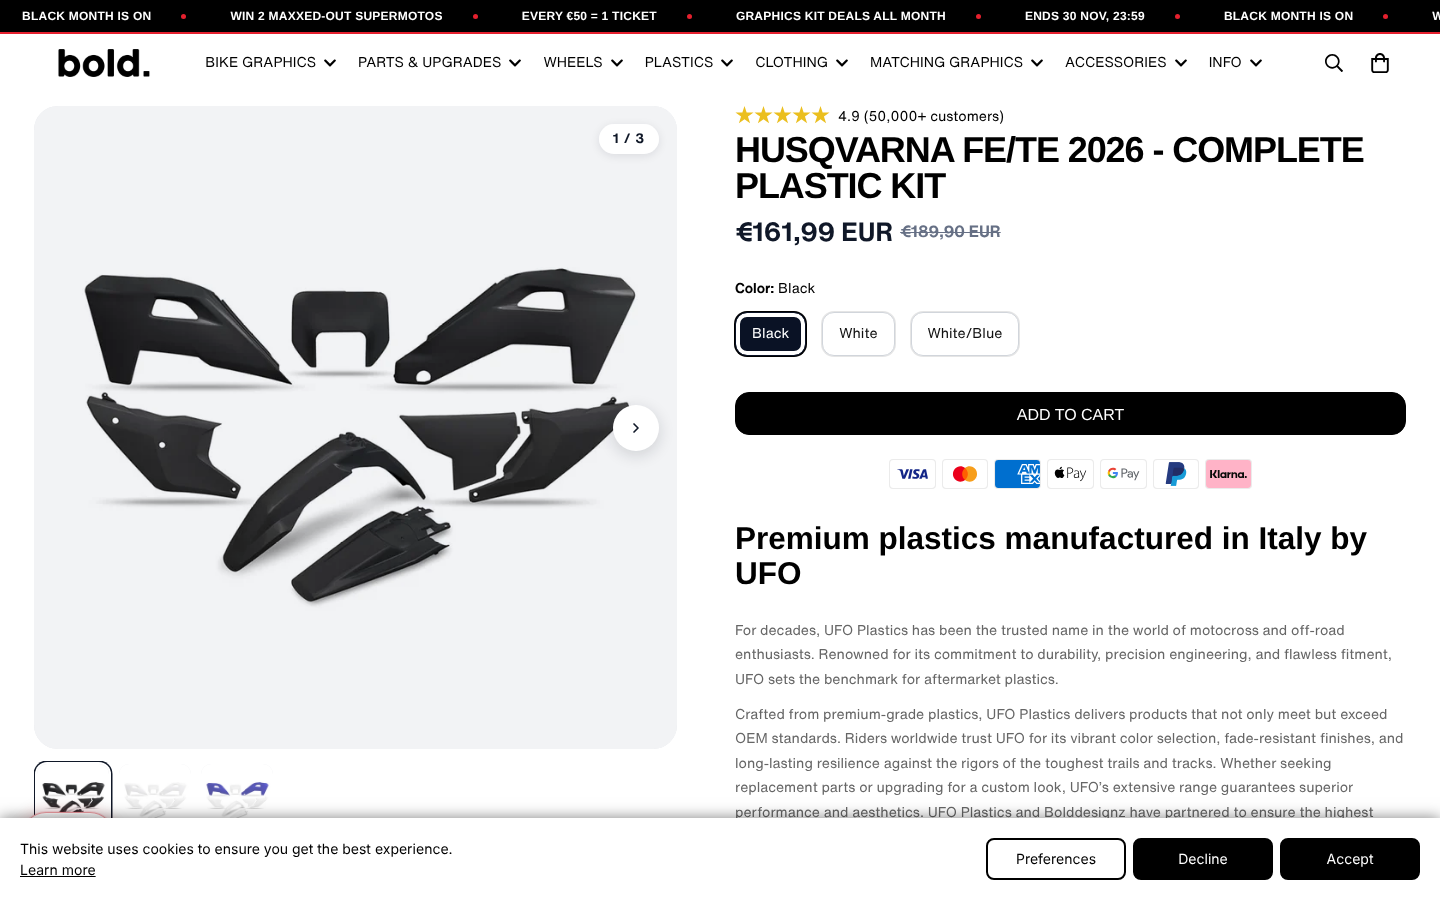 BLACK MONTH IS ON • WIN 2 MAXXED-OUT SUPERMOTOS • EVERY €50 = 1 TICKET • GRAPHICS KIT DEALS ALL MONTH • ENDS 30 NOV, 23:59 • BLACK MONTH IS ON •
bold. BIKE GRAPHICS PARTS & UPGRADES WHEELS PLASTICS CLOTHING MATCHING GRAPHICS ACCESSORIES INFO
1 / 3
4.9 (50,000+ customers)
HUSQVARNA FE/TE 2026 - COMPLETE
PLASTIC KIT
€161,99 EUR €189,90 EUR
Color: Black
Black White White/Blue
ADD TO CART
VISA AM EX Pay G Pay Klarna.
Premium plastics manufactured in Italy by
UFO
For decades, UFO Plastics has been the trusted name in the world of motocross and off-road
enthusiasts. Renowned for its commitment to durability, precision engineering, and flawless fitment,
UFO sets the benchmark for aftermarket plastics.
Crafted from premium-grade plastics, UFO Plastics delivers products that not only meet but exceed
OEM standards. Riders worldwide trust UFO for its vibrant color selection, fade-resistant finishes, and
long-lasting resilience against the rigors of the toughest trails and tracks. Whether seeking
replacement parts or upgrading for a custom look, UFO's extensive range guarantees superior
performance and aesthetics. UFO Plastics and Bolddesignz have partnered to ensure the highest
This website uses cookies to ensure you get the best experience.
Learn more
Preferences Decline Accept